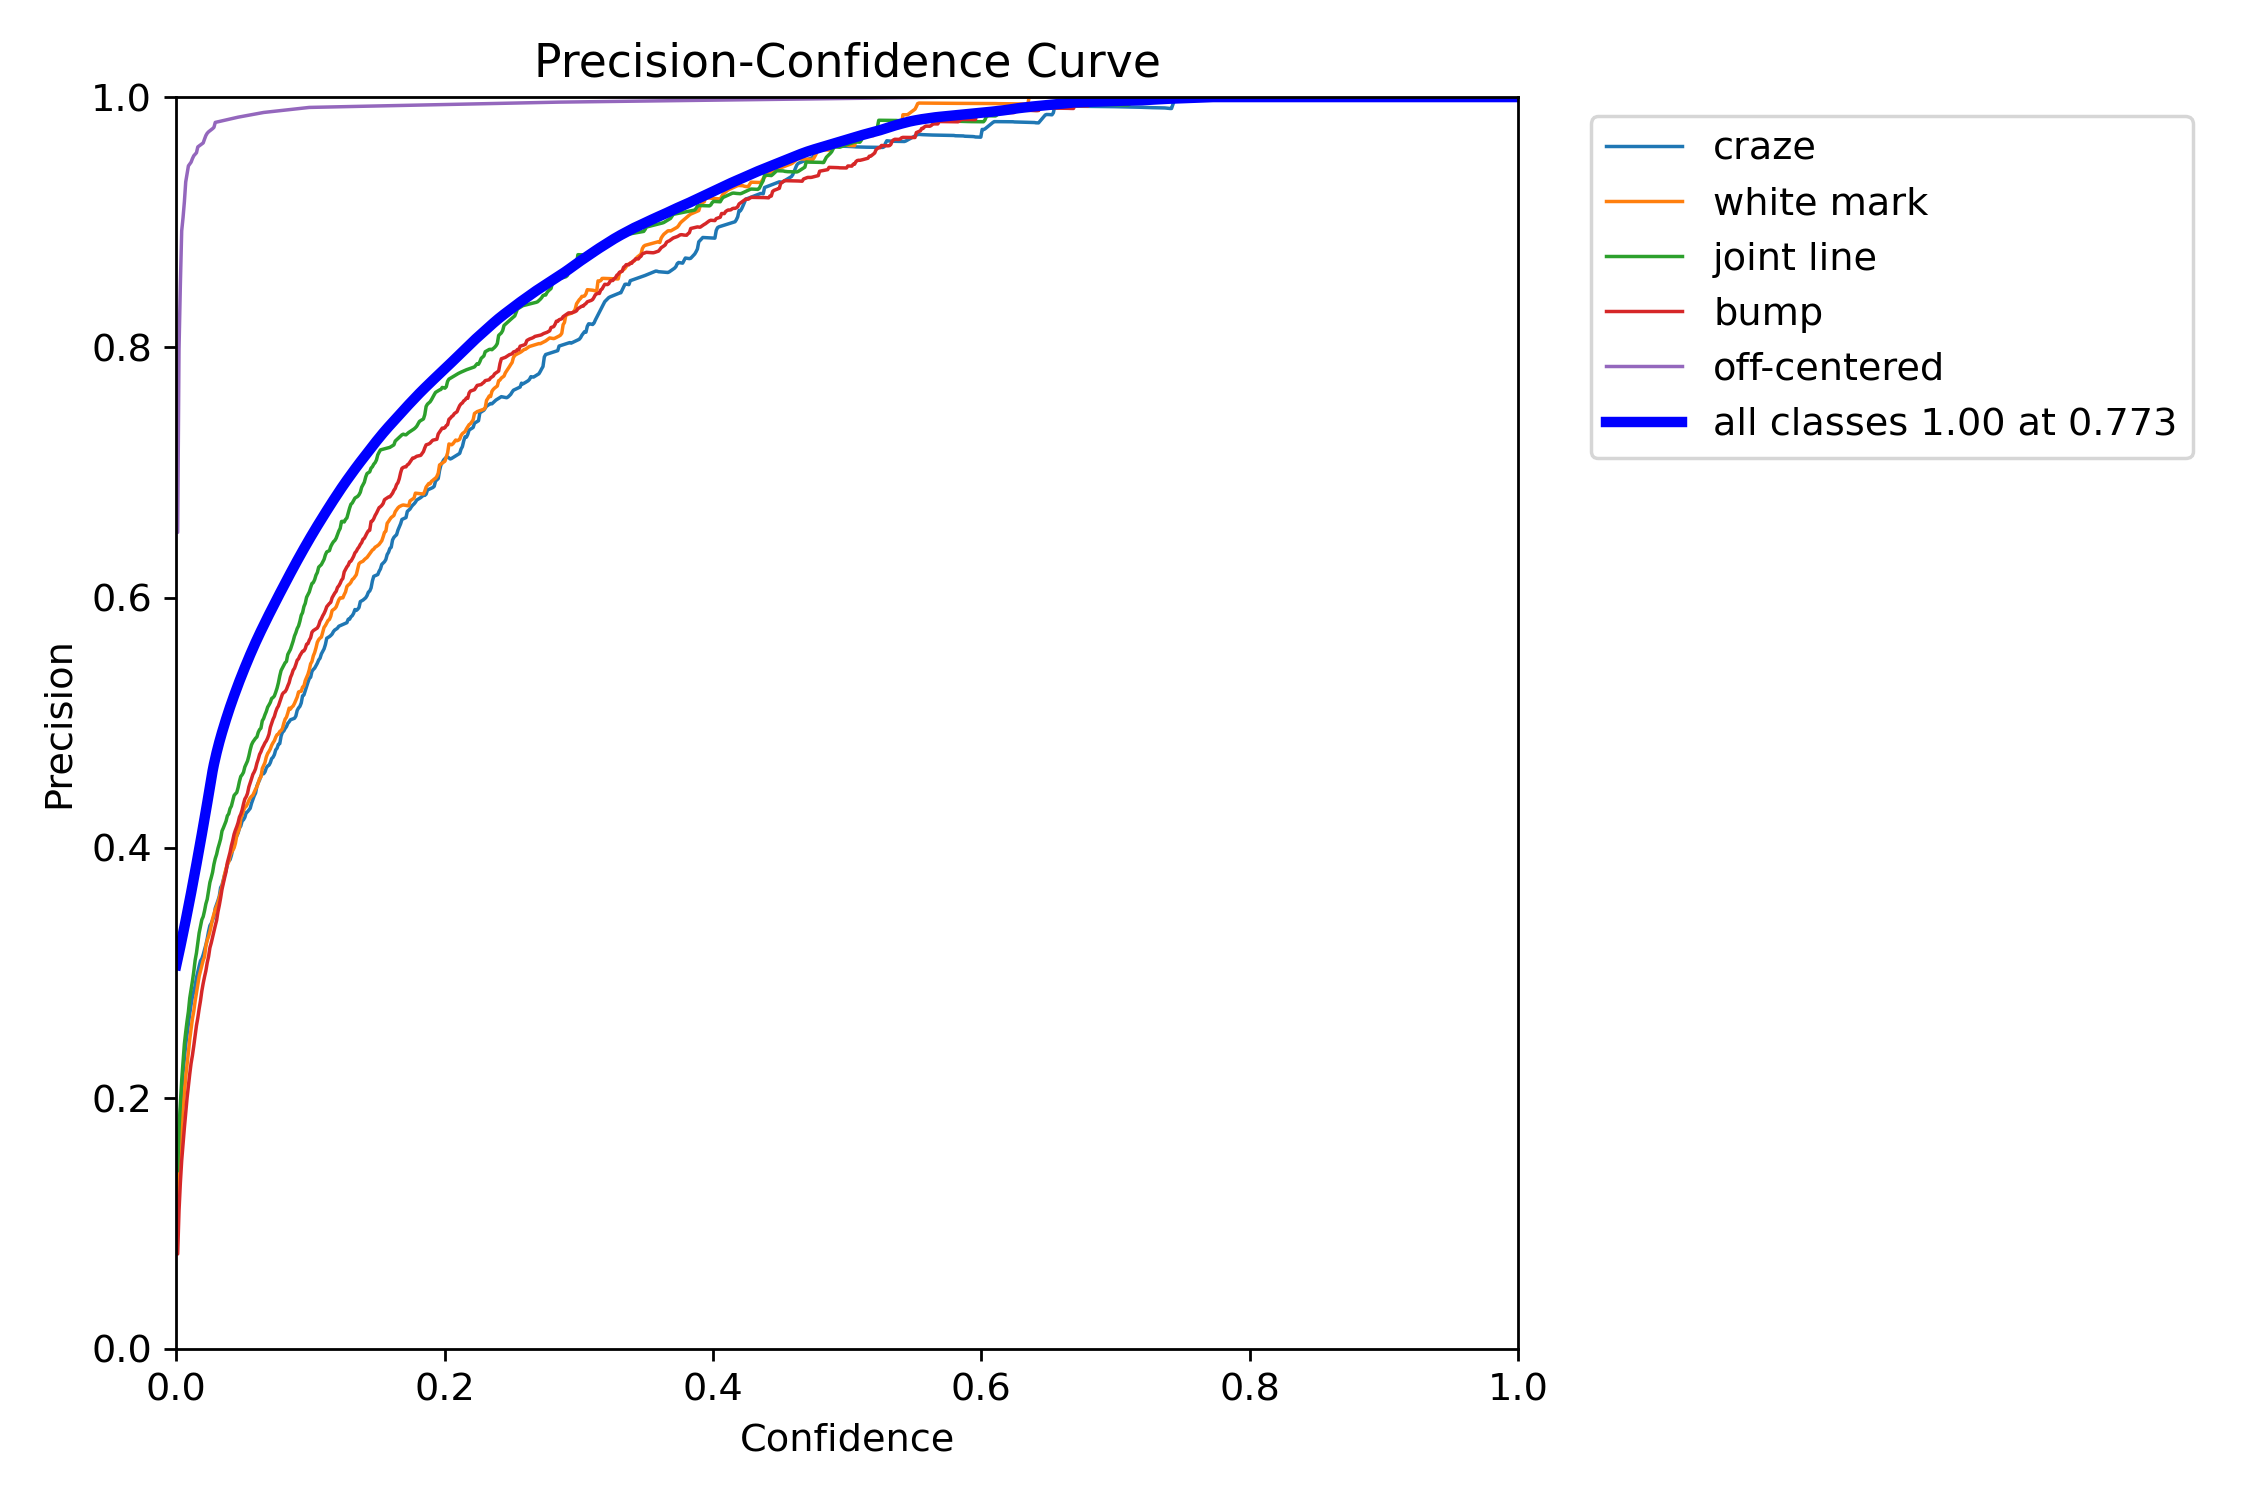 Precision-Confidence Curve
1.0
0.8
0.6
0.4
0.2
0.0
Precision
0.0 0.2 0.4 0.6 0.8 1.0
Confidence
craze
white mark
joint line
bump
off-centered
all classes 1.00 at 0.773